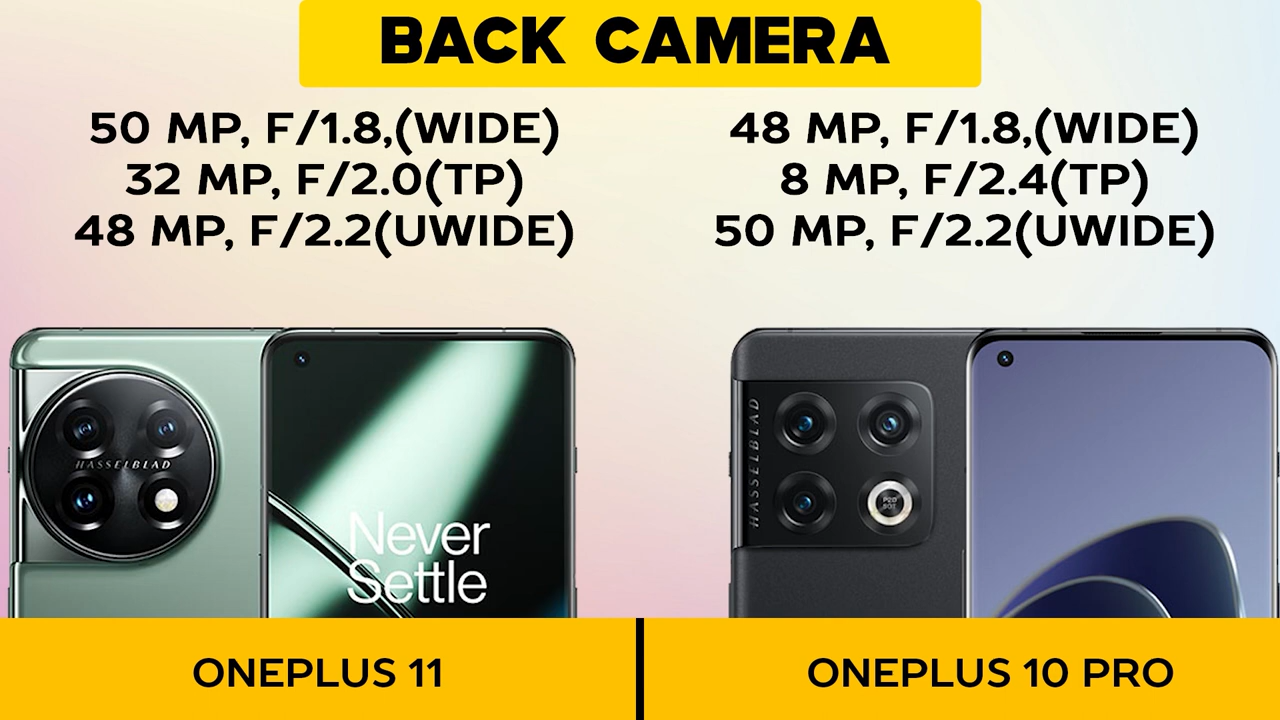 BACK CAMERA
50 MP, F/1.8,(WIDE)
32 MP, F/2.0(TP)
48 MP, F/2.2(UWIDE)
48 MP, F/1.8,(WIDE)
8 MP, F/2.4(TP)
50 MP, F/2.2(UWIDE)
HASSELBLAD
Never
Settle
HASSELBLAD
P2D
50T
ONEPLUS 11
ONEPLUS 10 PRO